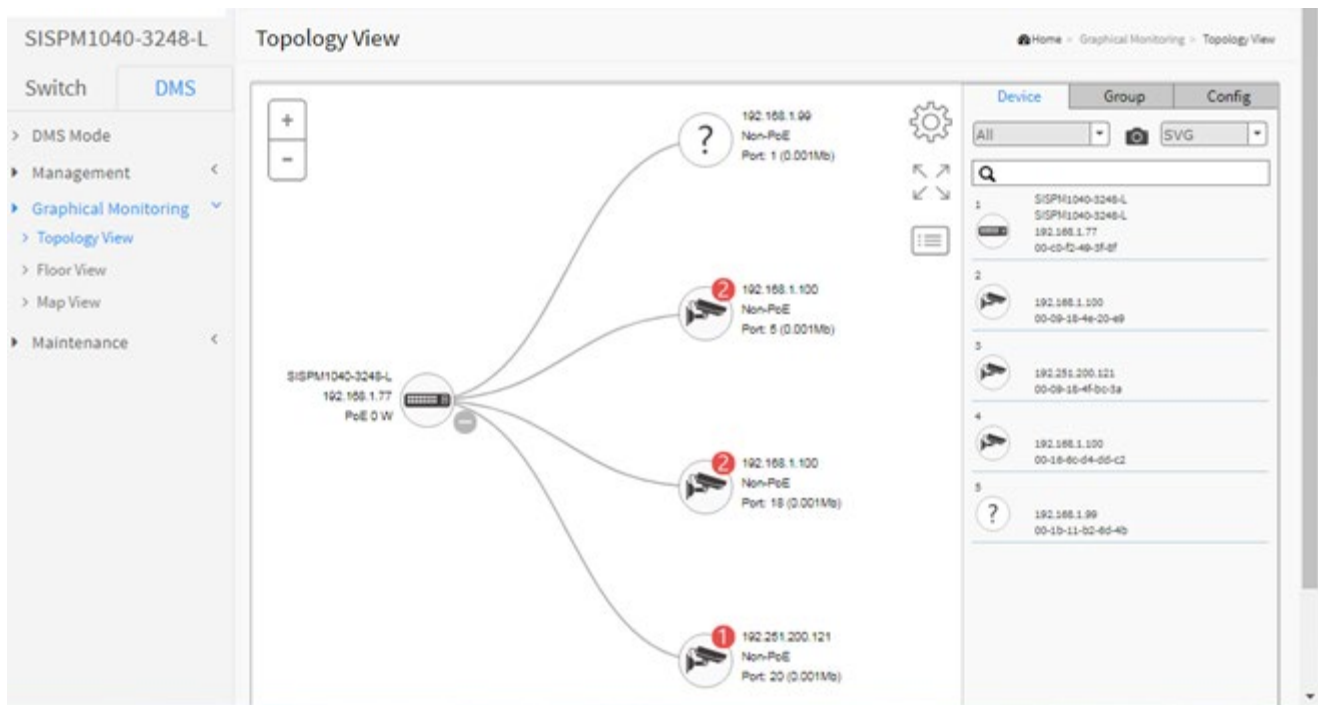 SISPM1040-3248-L
Switch
DMS
> DMS Mode
Management
Graphical Monitoring
> Topology View
> Floor View
> Map View
Maintenance
Topology View
Home > Graphical Monitoring > Topology View
+
-
192.168.1.99
Non-PoE
Port: 1 (0.001Mb)
?
2
192.168.1.100
Non-PoE
Port: 5 (0.001Mb)
SISPM1040-3248-L
192.168.1.77
PoE 0 W
2
192.168.1.100
Non-PoE
Port: 18 (0.001Mb)
1
192.251.200.121
Non-PoE
Port: 20 (0.001Mb)
Device
Group
Config
All
SVG
1
SISPM1040-3248-L
SISPM1040-3248-L
192.168.1.77
00-c0-f2-49-3f-8f
2
192.168.1.100
00-09-18-4e-20-e9
3
192.251.200.121
00-09-18-4f-bc-3a
4
192.168.1.100
00-16-6c-d4-dd-c2
5
?
192.168.1.99
00-1b-11-b2-6d-4b